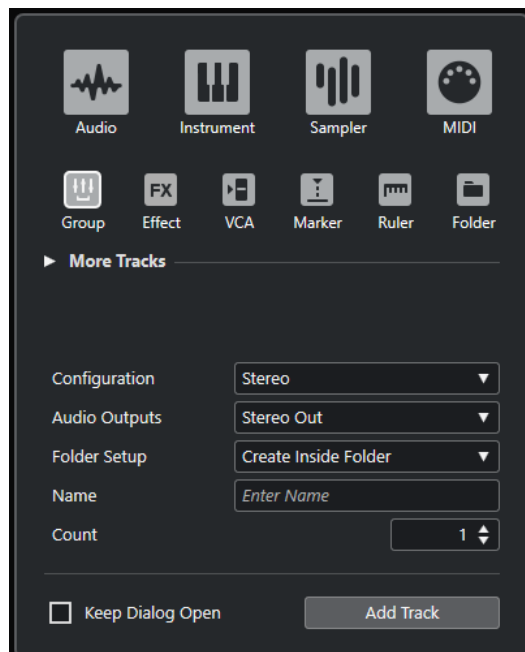 Audio Instrument Sampler MIDI
FX
Group Effect VCA Marker Ruler Folder
More Tracks
Configuration Stereo
Audio Outputs Stereo Out
Folder Setup Create Inside Folder
Name Enter Name
Count 1
Keep Dialog Open Add Track